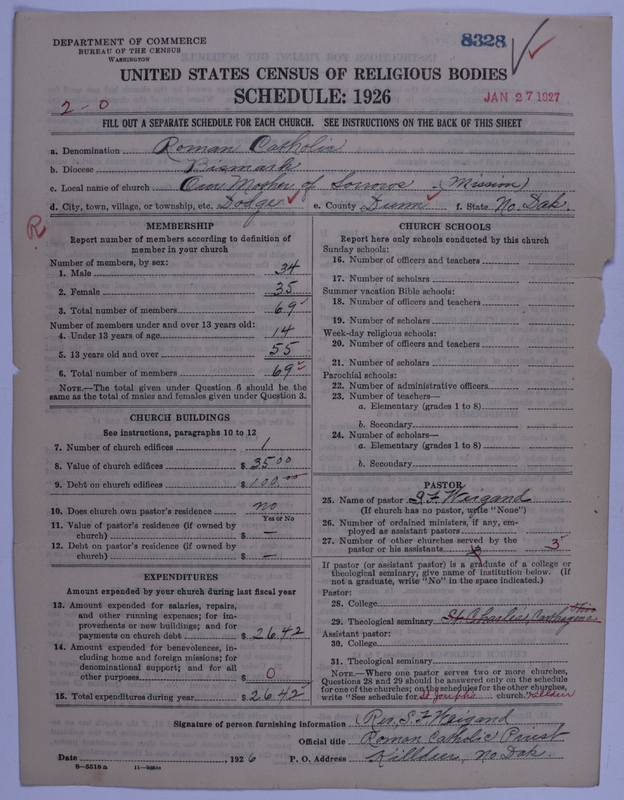 DEPARTMENT OF COMMERCE
BUREAU OF THE CENSUS
WASHINGTON
8328
UNITED STATES CENSUS OF RELIGIOUS BODIES
SCHEDULE: 1926
2-0
JAN 27 1927
FILL OUT A SEPARATE SCHEDULE FOR EACH CHURCH. SEE INSTRUCTIONS ON THE BACK OF THIS SHEET
a. Denomination Roman Catholic
b. Diocese Bismark
c. Local name of church Our Mother of Sorrows (Mission)
d. City, town, village, or township, etc. Dodge e. County Dunn f. State No. Dak.
R
MEMBERSHIP
Report number of members according to definition of
member in your church
Number of members, by sex:
1. Male 34
2. Female 35
3. Total number of members 69
Number of members under and over 13 years old:
4. Under 13 years of age 14
5. 13 years old and over 55
6. Total number of members 69
NOTE.—The total given under Question 6 should be the
same as the total of males and females given under Question 3.
CHURCH BUILDINGS
See instructions, paragraphs 10 to 12
7. Number of church edifices 1
8. Value of church edifices $ 3500
9. Debt on church edifices $ 100.00
10. Does church own pastor's residence no
Yes or No
11. Value of pastor's residence (if owned by
church) $ —
12. Debt on pastor's residence (if owned by
church) $ —
EXPENDITURES
Amount expended by your church during last fiscal year
13. Amount expended for salaries, repairs,
and other running expenses; for im-
provements or new buildings; and for
payments on church debt $ 26.42
14. Amount expended for benevolences, in-
cluding home and foreign missions; for
denominational support; and for all
other purposes $ 0
15. Total expenditures during year $ 26.42
CHURCH SCHOOLS
Report here only schools conducted by this church
Sunday schools:
16. Number of officers and teachers
17. Number of scholars
Summer vacation Bible schools:
18. Number of officers and teachers
19. Number of scholars
Week-day religious schools:
20. Number of officers and teachers
21. Number of scholars
Parochial schools:
22. Number of administrative officers
23. Number of teachers—
a. Elementary (grades 1 to 8)
b. Secondary
24. Number of scholars—
a. Elementary (grades 1 to 8)
b. Secondary
PASTOR
25. Name of pastor S. F. Weigand
(If church has no pastor, write "None")
26. Number of ordained ministers, if any, em-
ployed as assistant pastors
27. Number of other churches served by the
pastor or his assistants 3
If pastor (or assistant pastor) is a graduate of a college or
theological seminary, give name of institution below. (If
not a graduate, write "No" in the space indicated.)
Pastor:
28. College
29. Theological seminary St. Charles, Carthagena Ohio
Assistant pastor:
30. College
31. Theological seminary
NOTE.—Where one pastor serves two or more churches,
Questions 28 and 29 should be answered only on the schedule
for one of the churches; on the schedules for the other churches,
write "See schedule for St Josephs church. Killdeer
Signature of person furnishing information Rev. S. F. Weigand
Official title Roman Catholic Priest
Date , 1926 P. O. Address Killdeer, No Dak.
8—5518a 11—9584